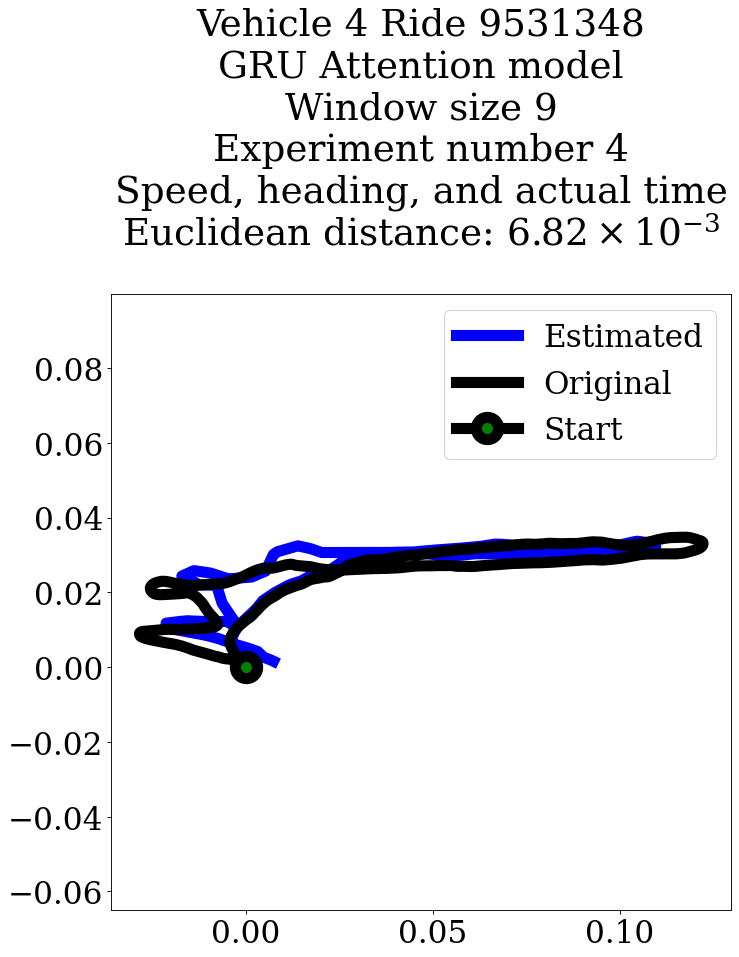 Vehicle 4 Ride 9531348
GRU Attention model
Window size 9
Experiment number 4
Speed, heading, and actual time
Euclidean distance: 6.82 × 10⁻³
Estimated
Original
Start
0.08
0.06
0.04
0.02
0.00
−0.02
−0.04
−0.06
0.00 0.05 0.10